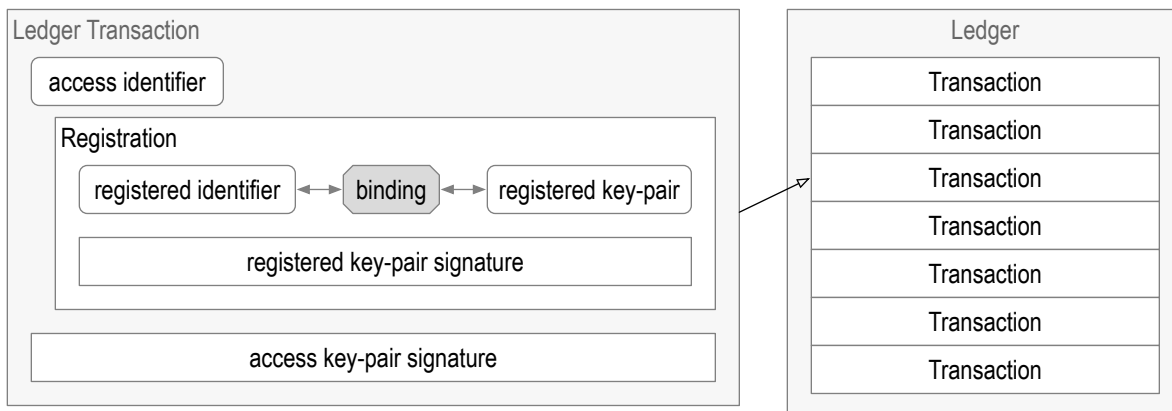 Ledger Transaction
access identifier
Registration
registered identifier
binding
registered key-pair
registered key-pair signature
access key-pair signature
Ledger
Transaction
Transaction
Transaction
Transaction
Transaction
Transaction
Transaction